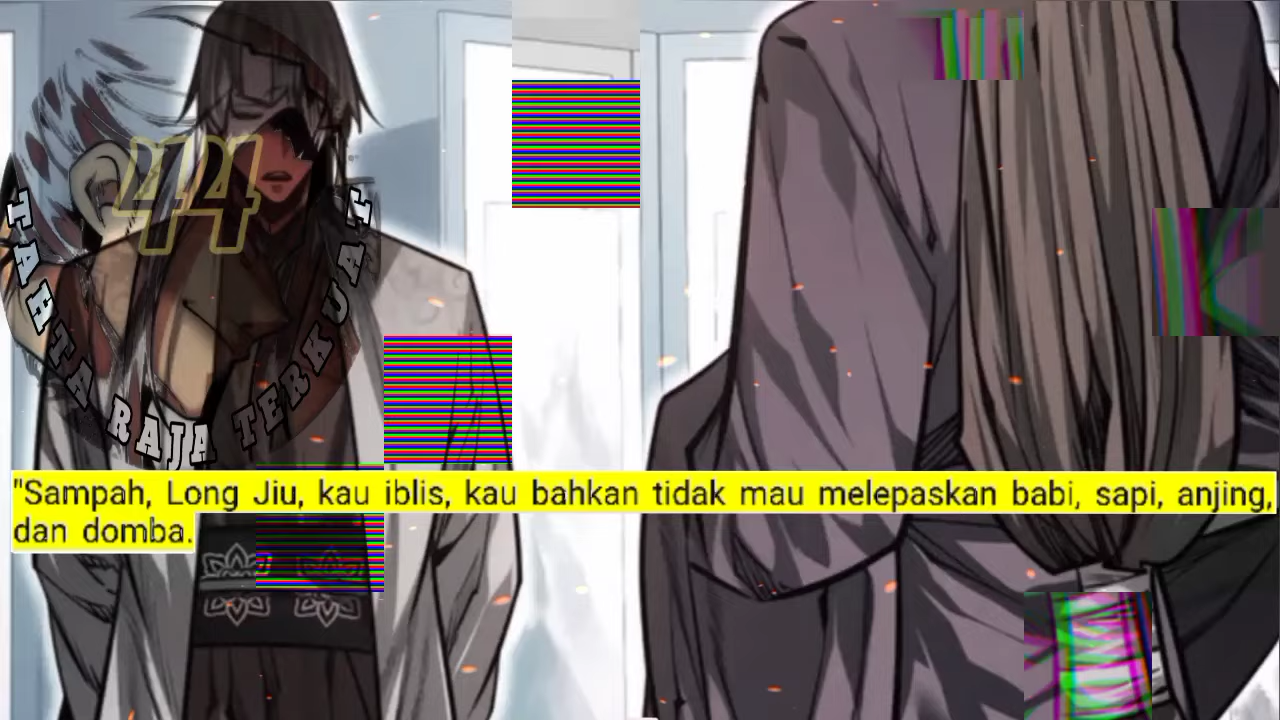 44
TAHTA RAJA TERKUAT
"Sampah, Long Jiu, kau iblis, kau bahkan tidak mau melepaskan babi, sapi, anjing,
dan domba.